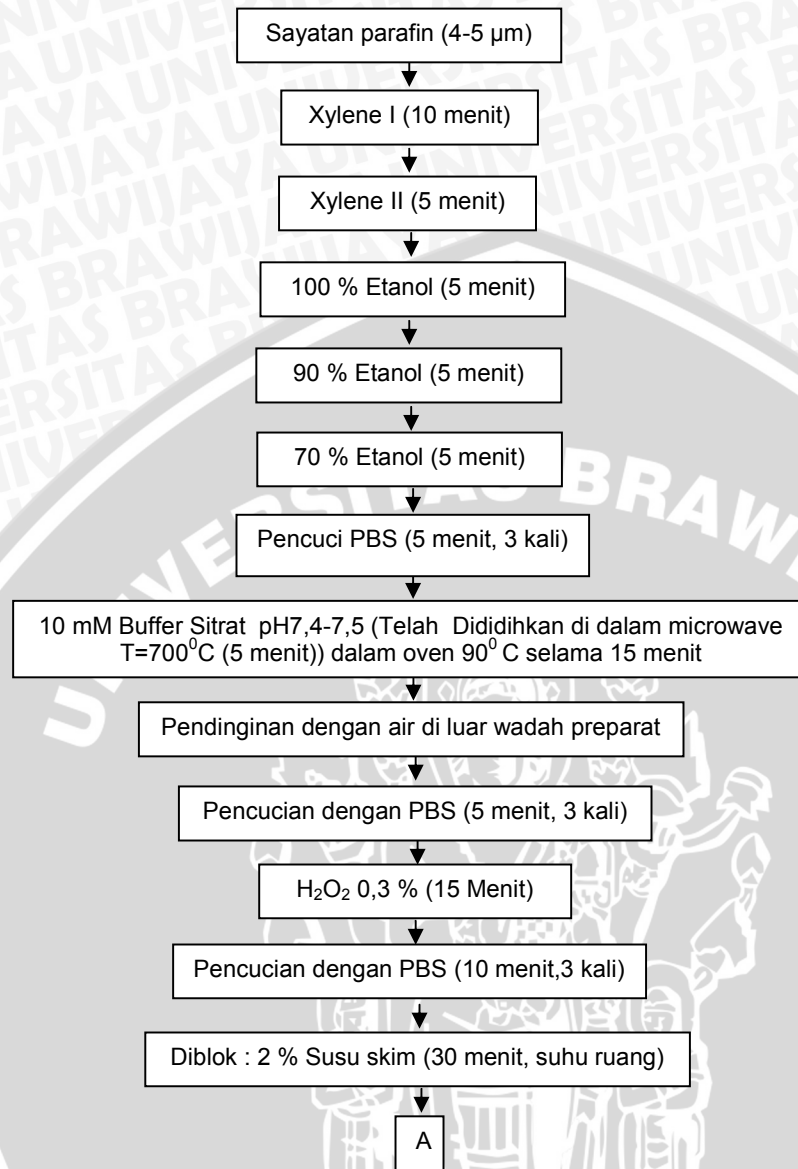 Sayatan parafin (4-5 µm)
Xylene I (10 menit)
Xylene II (5 menit)
100 % Etanol (5 menit)
90 % Etanol (5 menit)
70 % Etanol (5 menit)
Pencuci PBS (5 menit, 3 kali)
10 mM Buffer Sitrat pH7,4-7,5 (Telah Dididihkan di dalam microwave
T=700⁰C (5 menit)) dalam oven 90⁰ C selama 15 menit
Pendinginan dengan air di luar wadah preparat
Pencucian dengan PBS (5 menit, 3 kali)
H₂O₂ 0,3 % (15 Menit)
Pencucian dengan PBS (10 menit,3 kali)
Diblok : 2 % Susu skim (30 menit, suhu ruang)
A